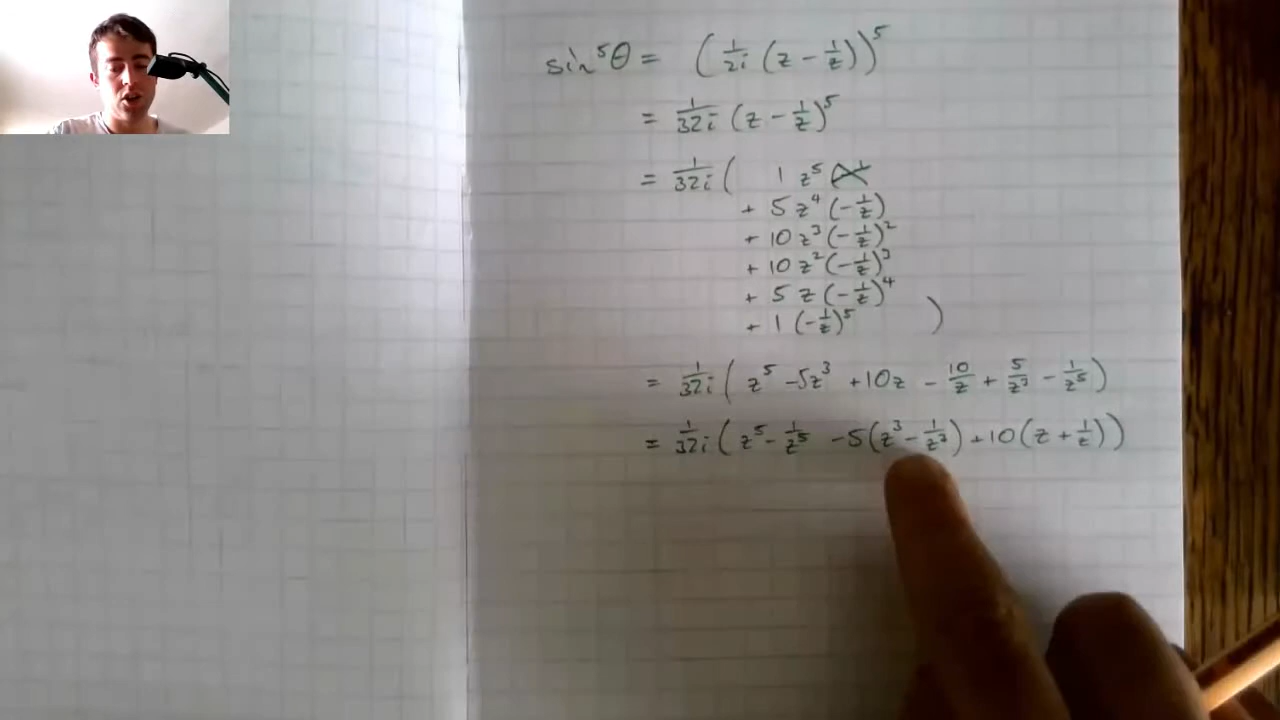 sin⁵θ = (1/2i (z - 1/z))⁵
= 1/32i (z - 1/z)⁵
= 1/32i ( 1 z⁵
+ 5 z⁴ (-1/z)
+ 10 z³ (-1/z)²
+ 10 z² (-1/z)³
+ 5 z (-1/z)⁴
+ 1 (-1/z)⁵ )
= 1/32i ( z⁵ - 5z³ + 10z - 10/z + 5/z³ - 1/z⁵ )
= 1/32i ( z⁵ - 1/z⁵ - 5(z³ - 1/z³) + 10(z + 1/z) )